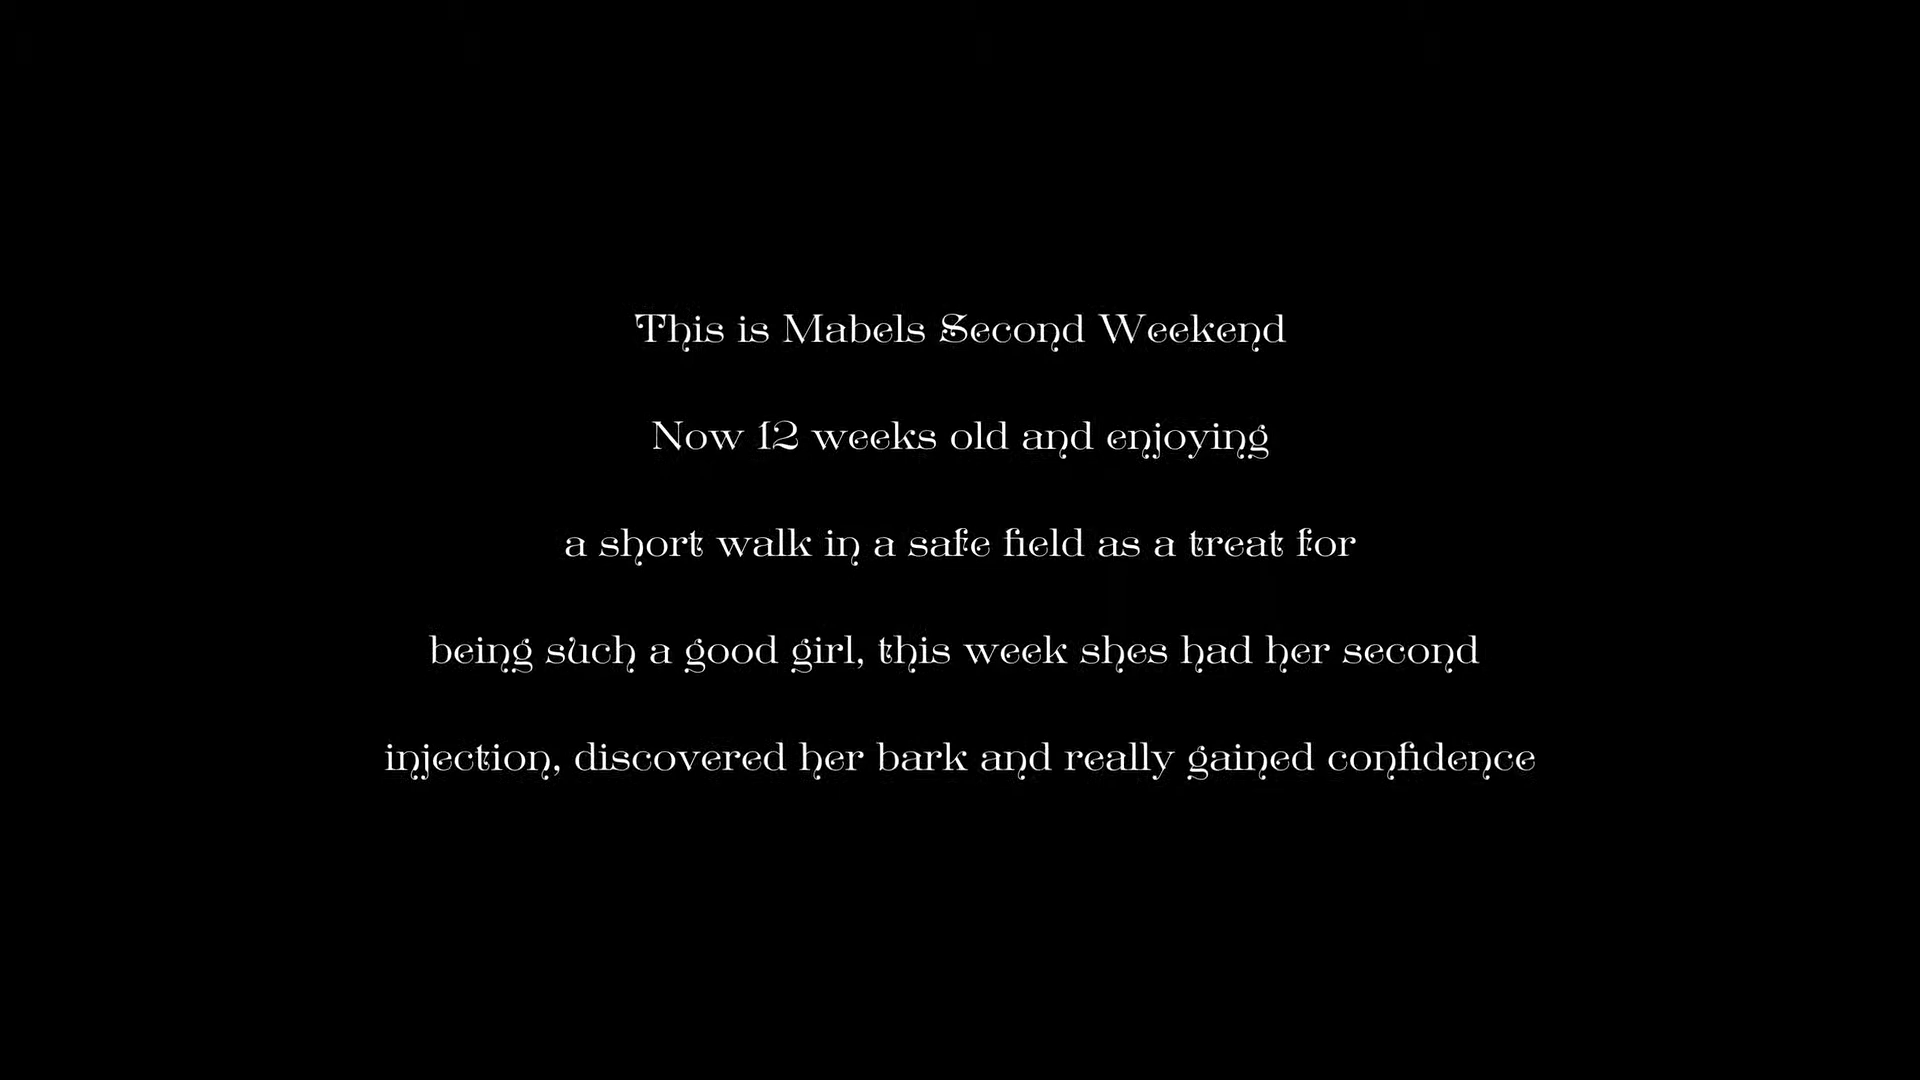 This is Mabels Second Weekend
Now 12 weeks old and enjoying
a short walk in a safe field as a treat for
being such a good girl, this week shes had her second
injection, discovered her bark and really gained confidence